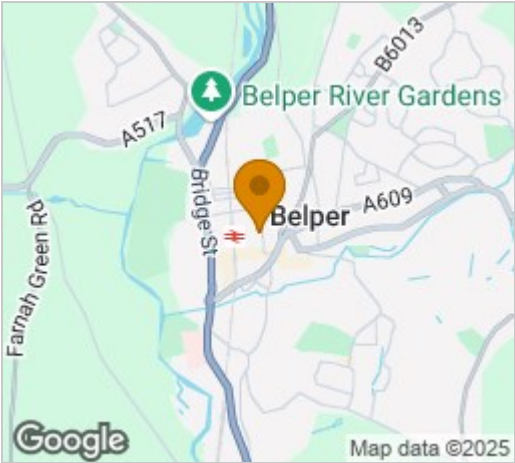 B6013
Belper River Gardens
A517
Bridge St
Belper
A609
Farnah Green Rd
Google
Map data ©2025